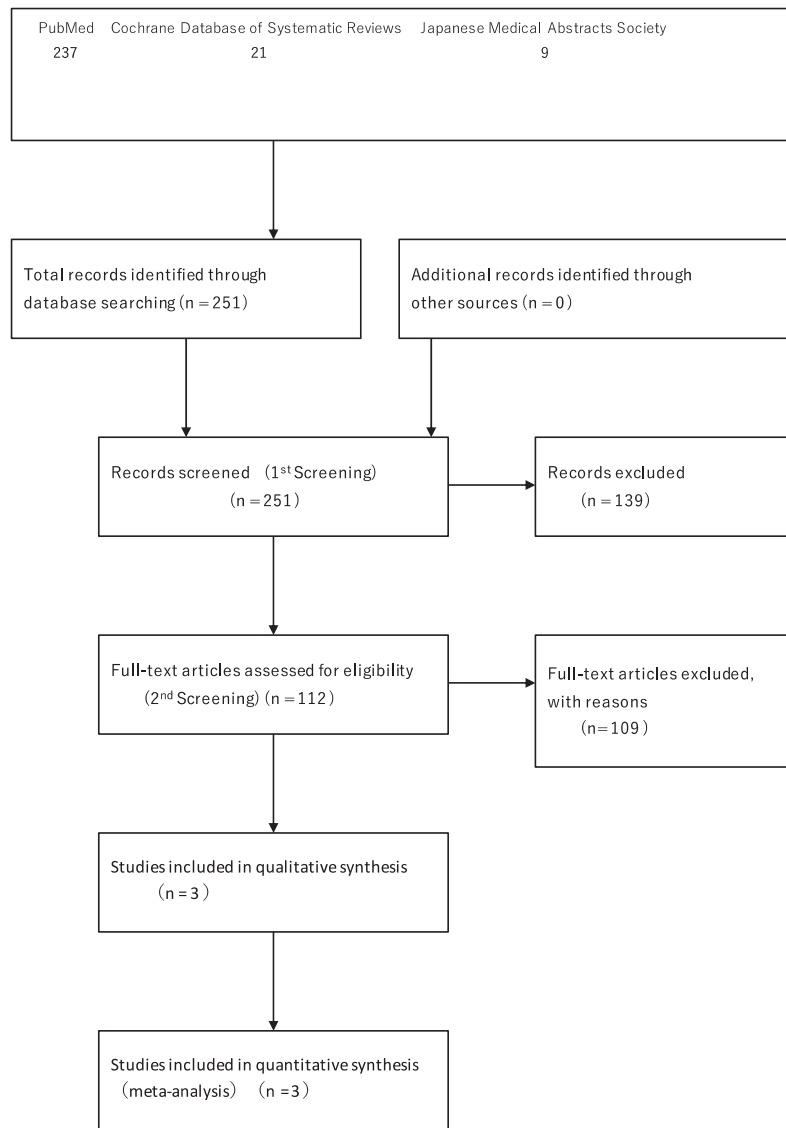 PubMed Cochrane Database of Systematic Reviews Japanese Medical Abstracts Society
237 21 9
Total records identified through
database searching (n = 251)
Additional records identified through
other sources (n = 0)
Records screened (1st Screening)
(n = 251)
Records excluded
(n = 139)
Full-text articles assessed for eligibility
(2nd Screening) (n = 112)
Full-text articles excluded,
with reasons
(n=109)
Studies included in qualitative synthesis
(n = 3)
Studies included in quantitative synthesis
(meta-analysis) (n =3)